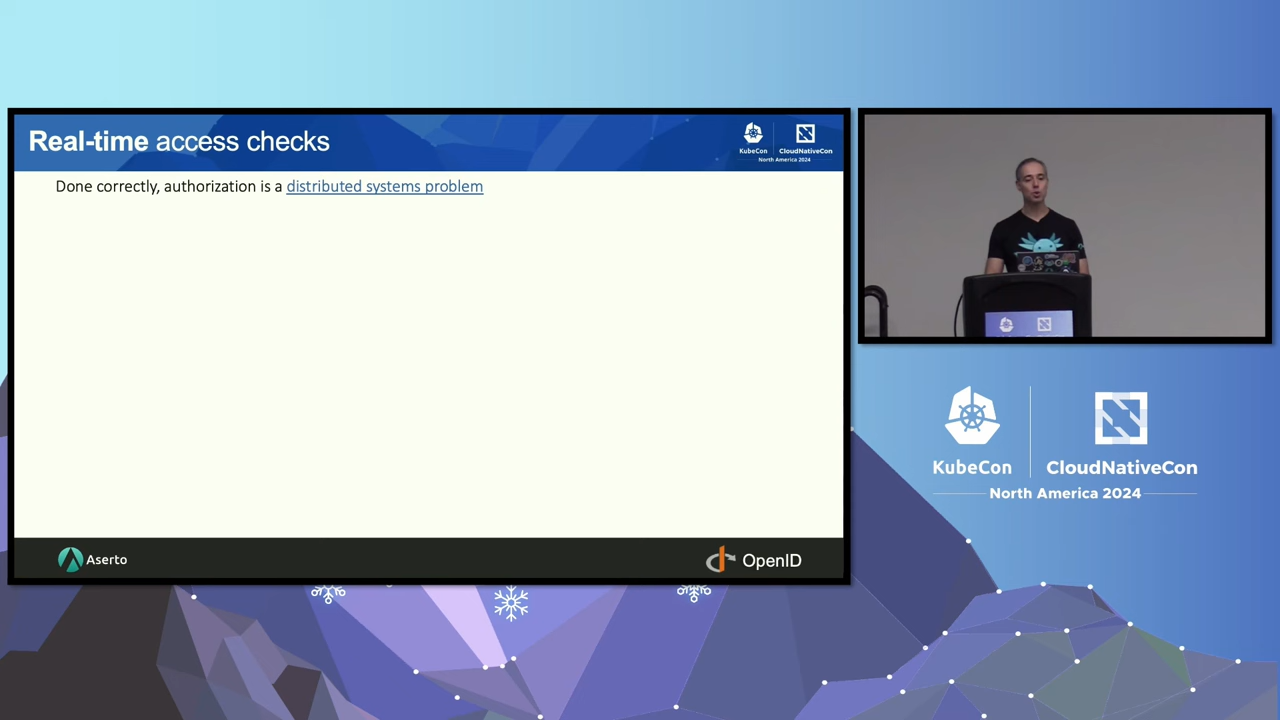 Real-time access checks
KubeCon
CloudNativeCon
North America 2024
Done correctly, authorization is a distributed systems problem
Aserto
OpenID
KubeCon
CloudNativeCon
North America 2024